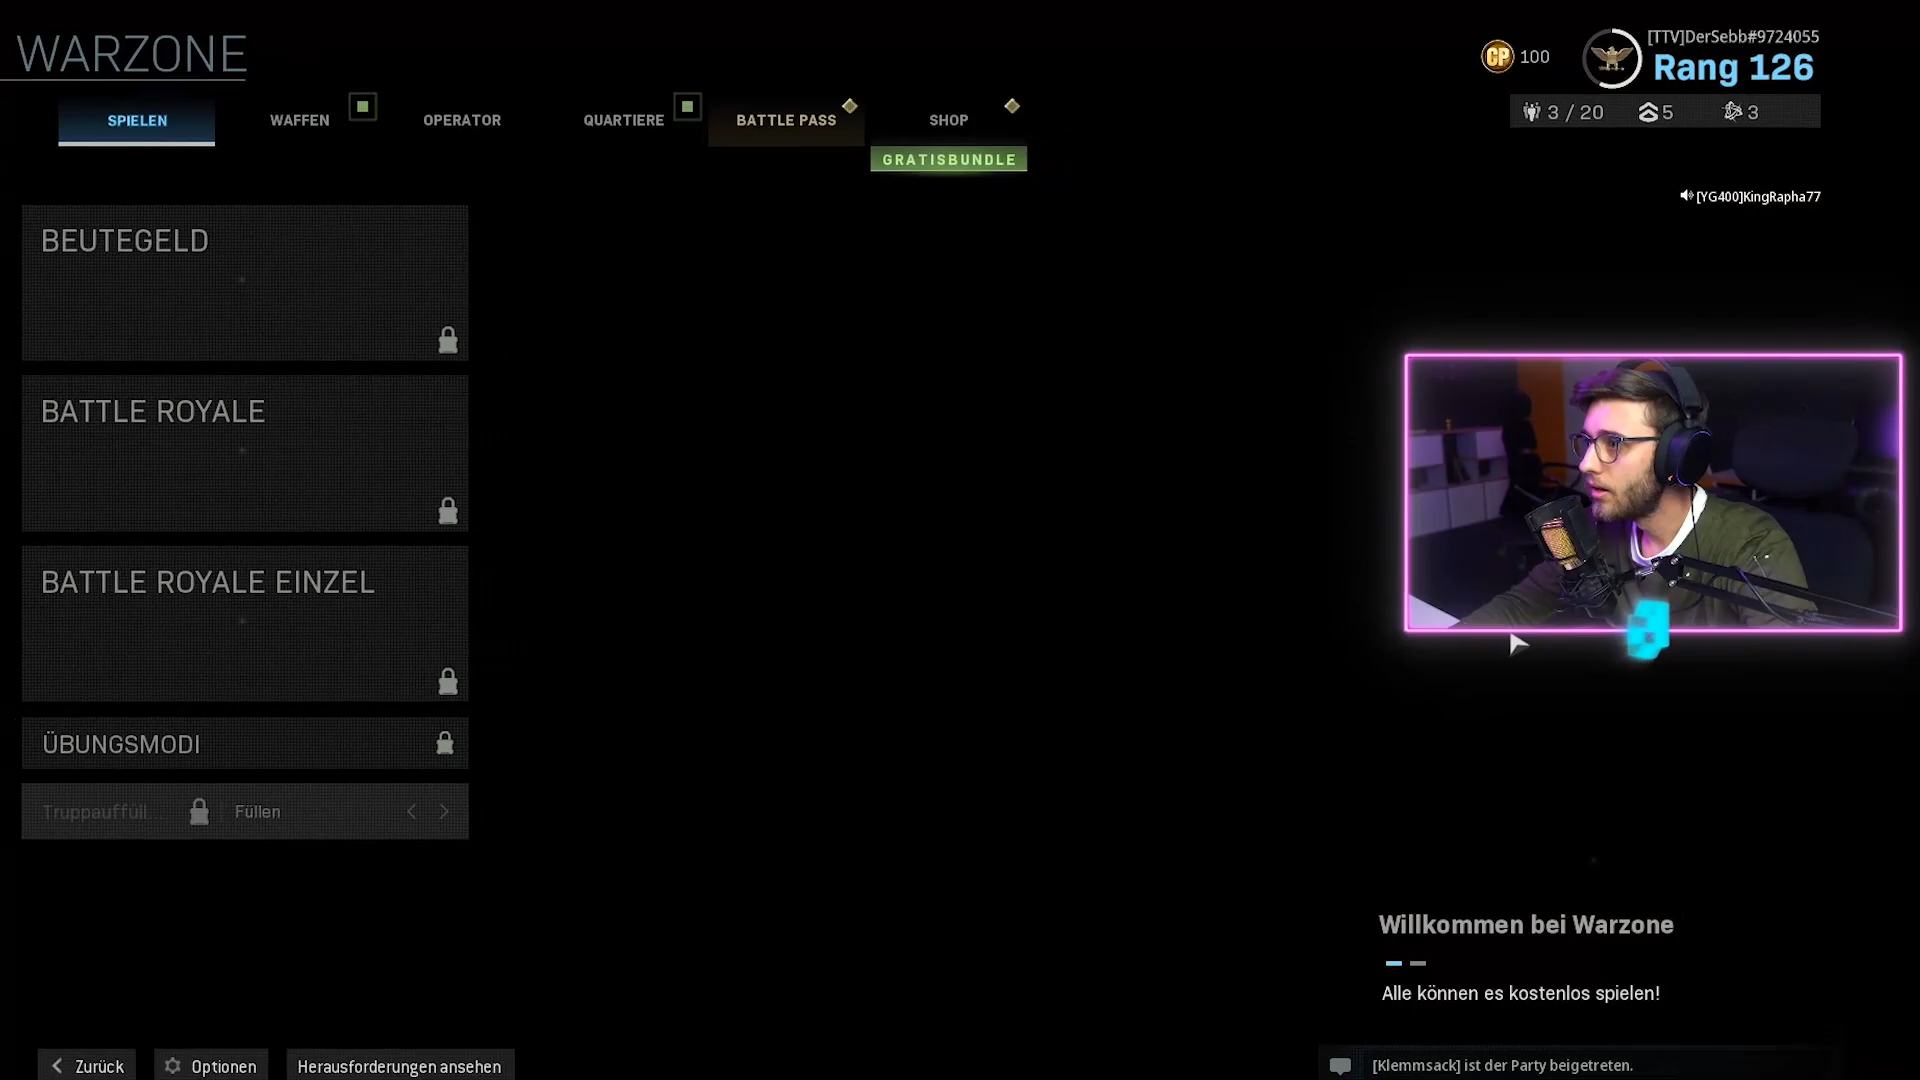 WARZONE
GP 100
[TTV]DerSebb#9724055
Rang 126
3 / 20 5 3
SPIELEN WAFFEN OPERATOR QUARTIERE BATTLE PASS SHOP
GRATISBUNDLE
[YG400]KingRapha77
BEUTEGELD
BATTLE ROYALE
BATTLE ROYALE EINZEL
ÜBUNGSMODI
Truppauffüll... Füllen
Willkommen bei Warzone
Alle können es kostenlos spielen!
Zurück Optionen Herausforderungen ansehen
[Klemmsack] ist der Party beigetreten.